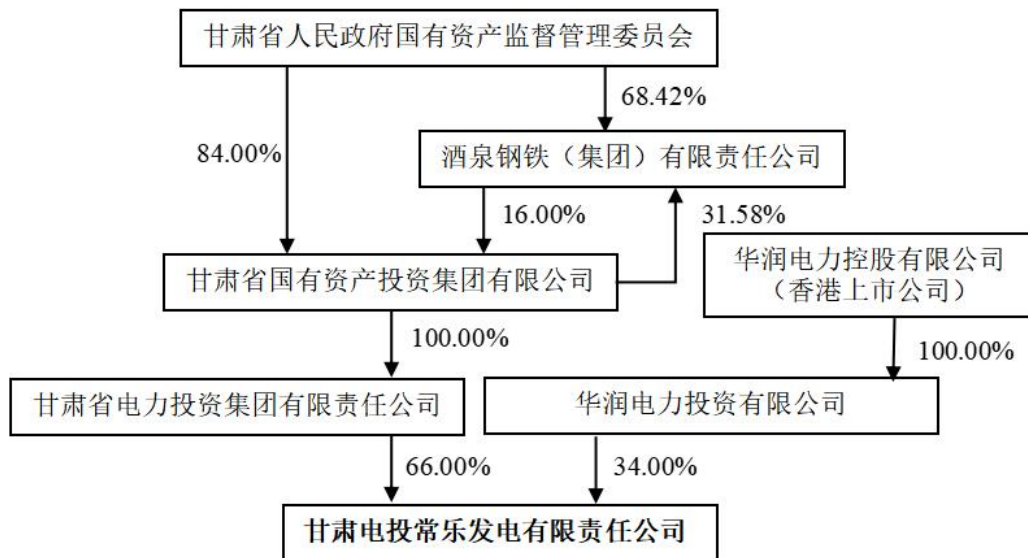 甘肃省人民政府国有资产监督管理委员会
68.42%
84.00%
酒泉钢铁（集团）有限责任公司
16.00%
31.58%
甘肃省国有资产投资集团有限公司
华润电力控股有限公司
（香港上市公司）
100.00%
100.00%
甘肃省电力投资集团有限责任公司
华润电力投资有限公司
66.00%
34.00%
甘肃电投常乐发电有限责任公司